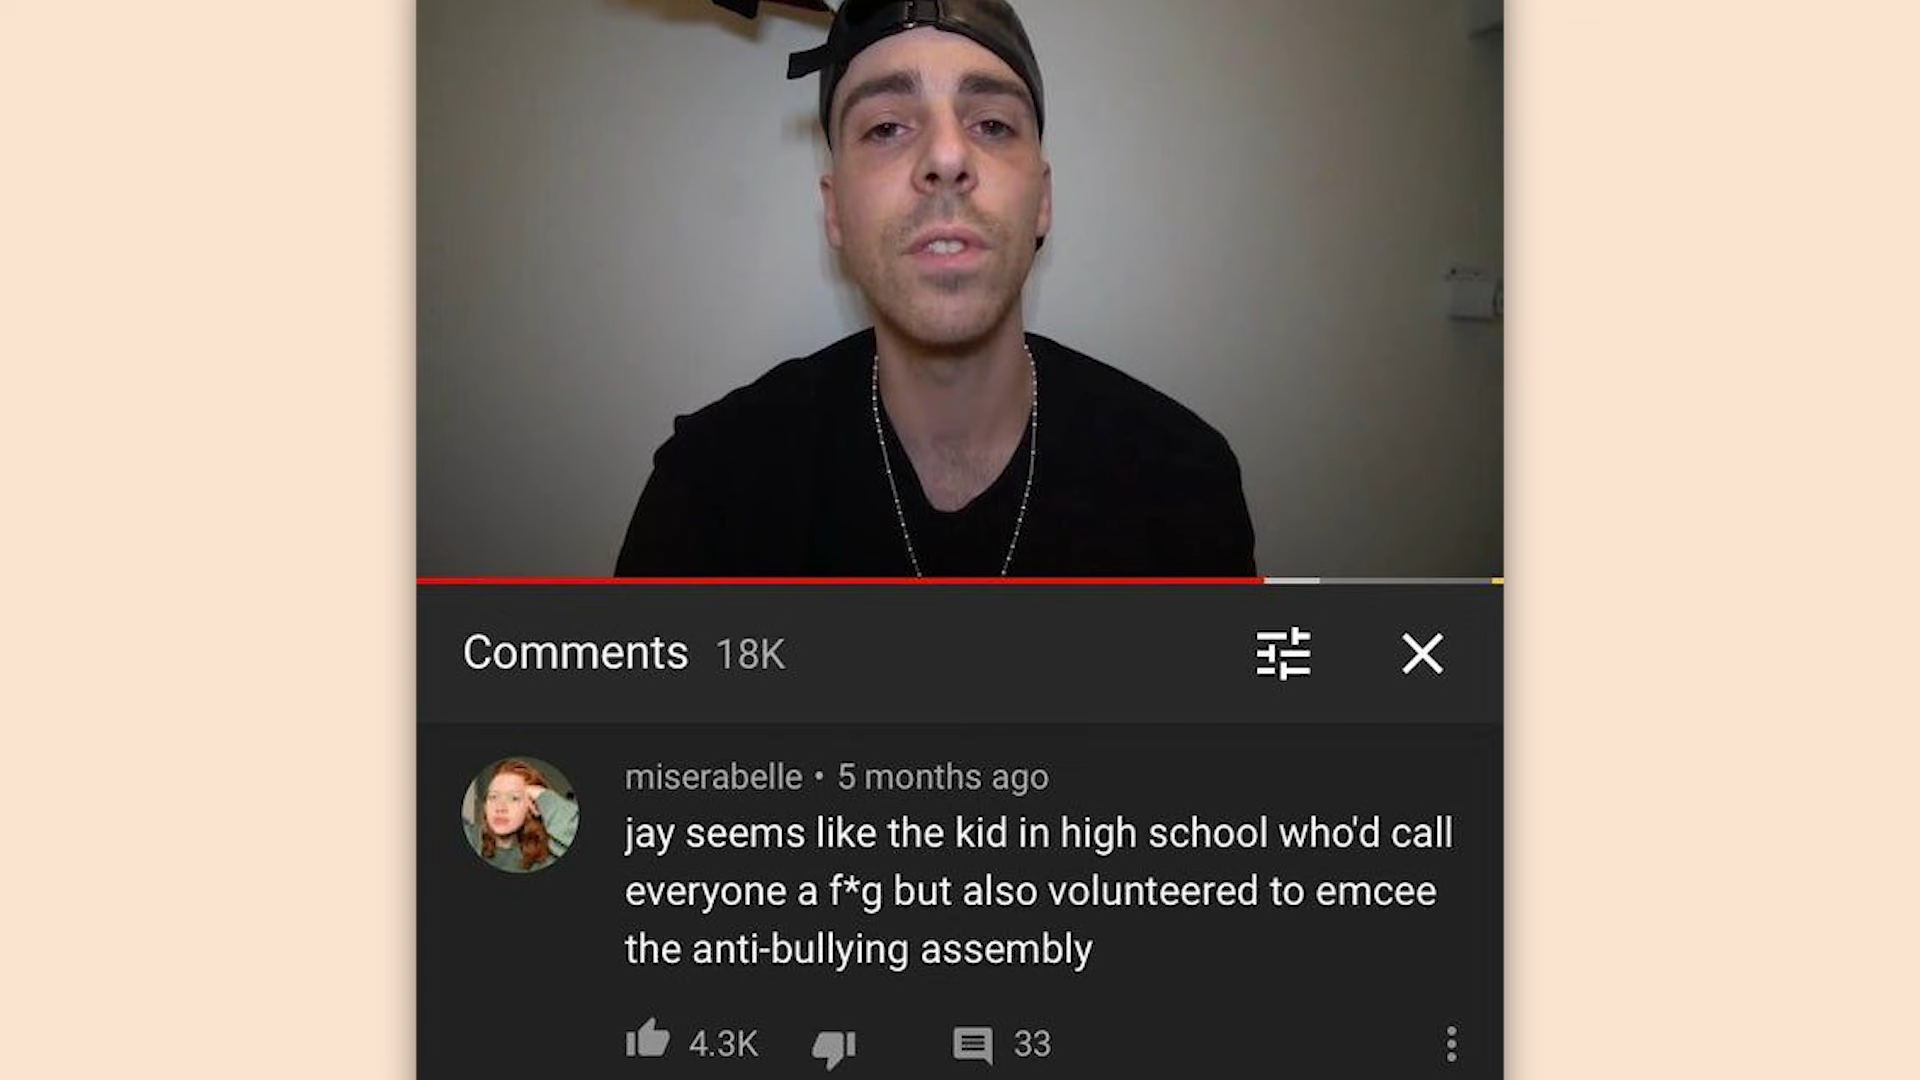 Comments 18K
miserabelle • 5 months ago
jay seems like the kid in high school who'd call
everyone a f*g but also volunteered to emcee
the anti-bullying assembly
4.3K 33